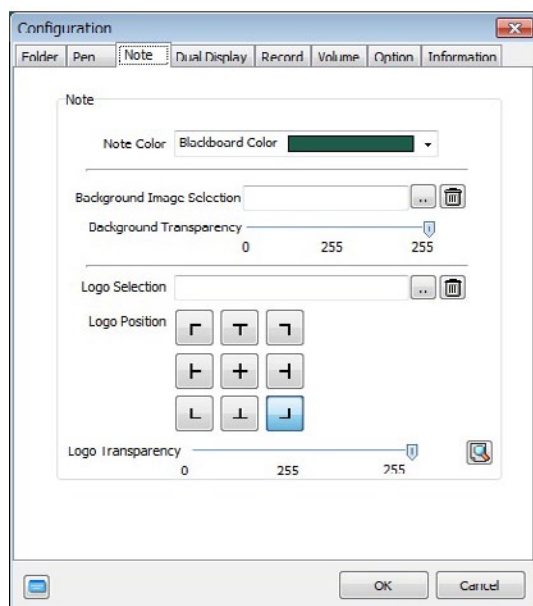 Configuration
Folder Pen Note Dual Display Record Volume Option Information
Note
Note Color Blackboard Color
Background Image Selection ..
Background Transparency
0 255 255
Logo Selection ..
Logo Position
Logo Transparency
0 255 255
OK Cancel